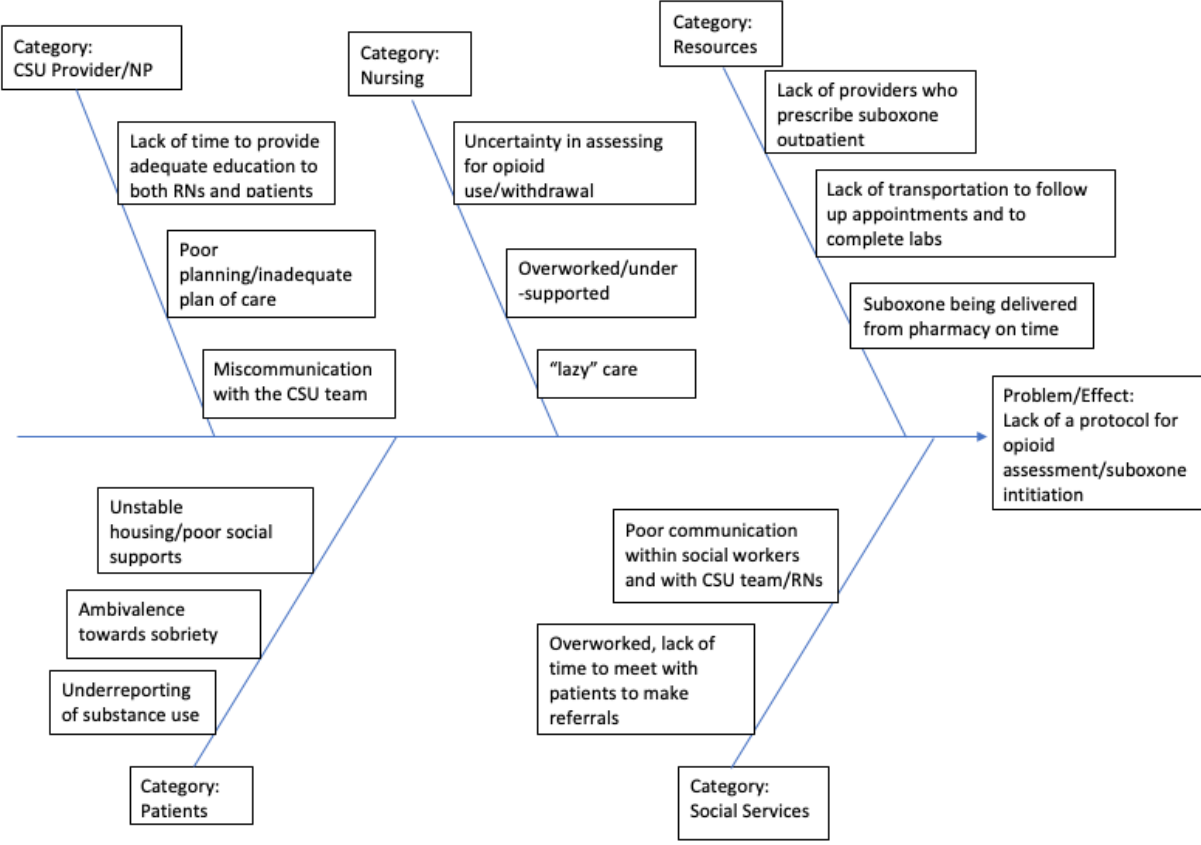 Category:
CSU Provider/NP
Category:
Nursing
Category:
Resources
Lack of time to provide
adequate education to
both RNs and patients
Uncertainty in assessing
for opioid
use/withdrawal
Lack of providers who
prescribe suboxone
outpatient
Lack of transportation to follow
up appointments and to
complete labs
Poor
planning/inadequate
plan of care
Overworked/under
-supported
Suboxone being delivered
from pharmacy on time
Miscommunication
with the CSU team
“lazy” care
Problem/Effect:
Lack of a protocol for
opioid
assessment/suboxone
intitiation
Unstable
housing/poor social
supports
Poor communication
within social workers
and with CSU team/RNs
Ambivalence
towards sobriety
Overworked, lack of
time to meet with
patients to make
referrals
Underreporting
of substance use
Category:
Patients
Category:
Social Services